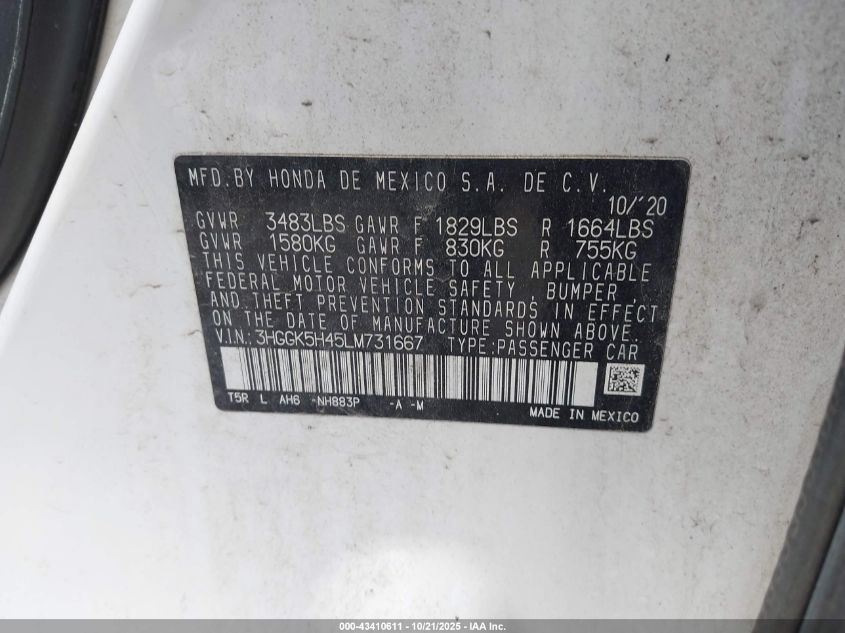 MFD. BY HONDA DE MEXICO S.A. DE C.V.
10/'20
GVWR 3483LBS GAWR F 1829LBS R 1664LBS
GVWR 1580KG GAWR F 830KG R 755KG
THIS VEHICLE CONFORMS TO ALL APPLICABLE
FEDERAL MOTOR VEHICLE SAFETY, BUMPER,
AND THEFT PREVENTION STANDARDS IN EFFECT
ON THE DATE OF MANUFACTURE SHOWN ABOVE.
V.I.N.: 3HGGK5H45LM731667 TYPE:PASSENGER CAR
T5R L AH6 -NH883P -A -M
MADE IN MEXICO
000-43410611 - 10/21/2025 - IAA Inc.